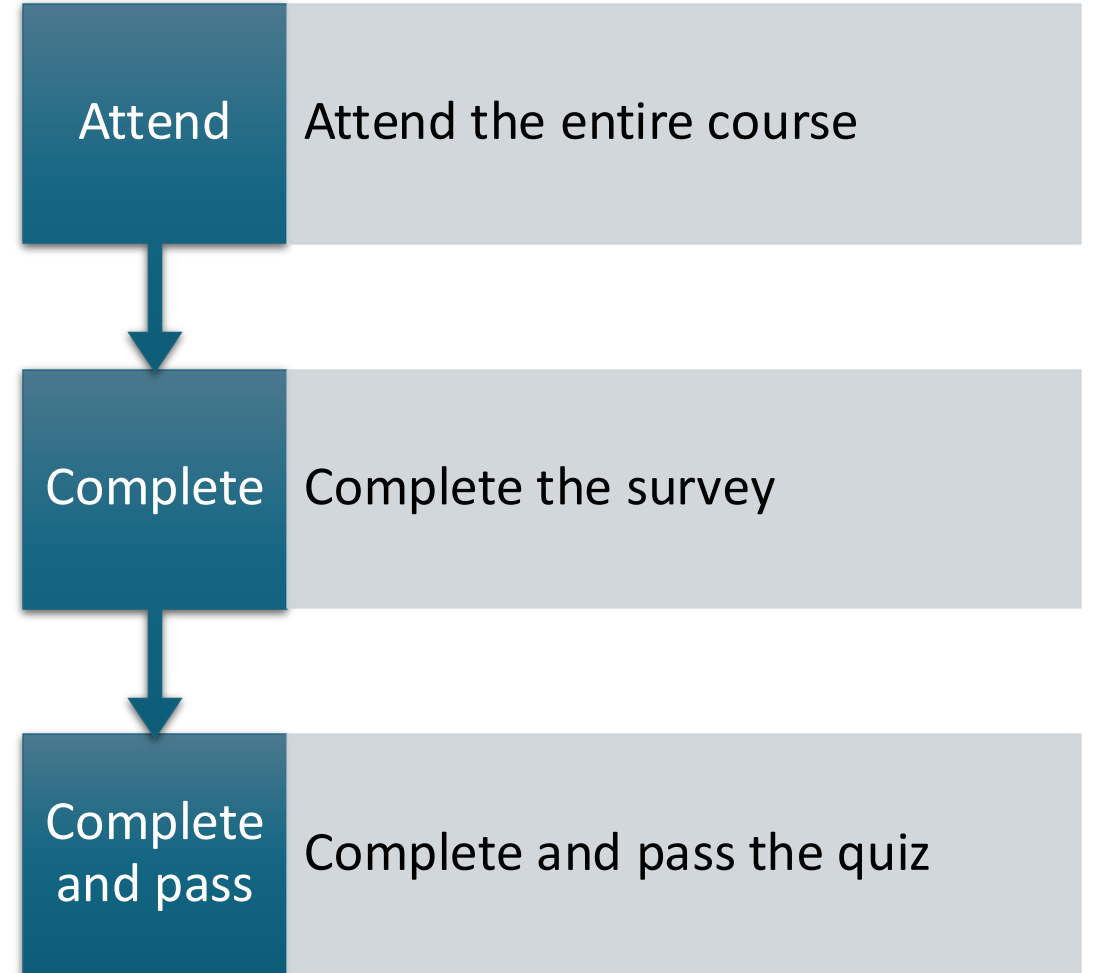 Attend
Attend the entire course
Complete
Complete the survey
Complete
and pass
Complete and pass the quiz